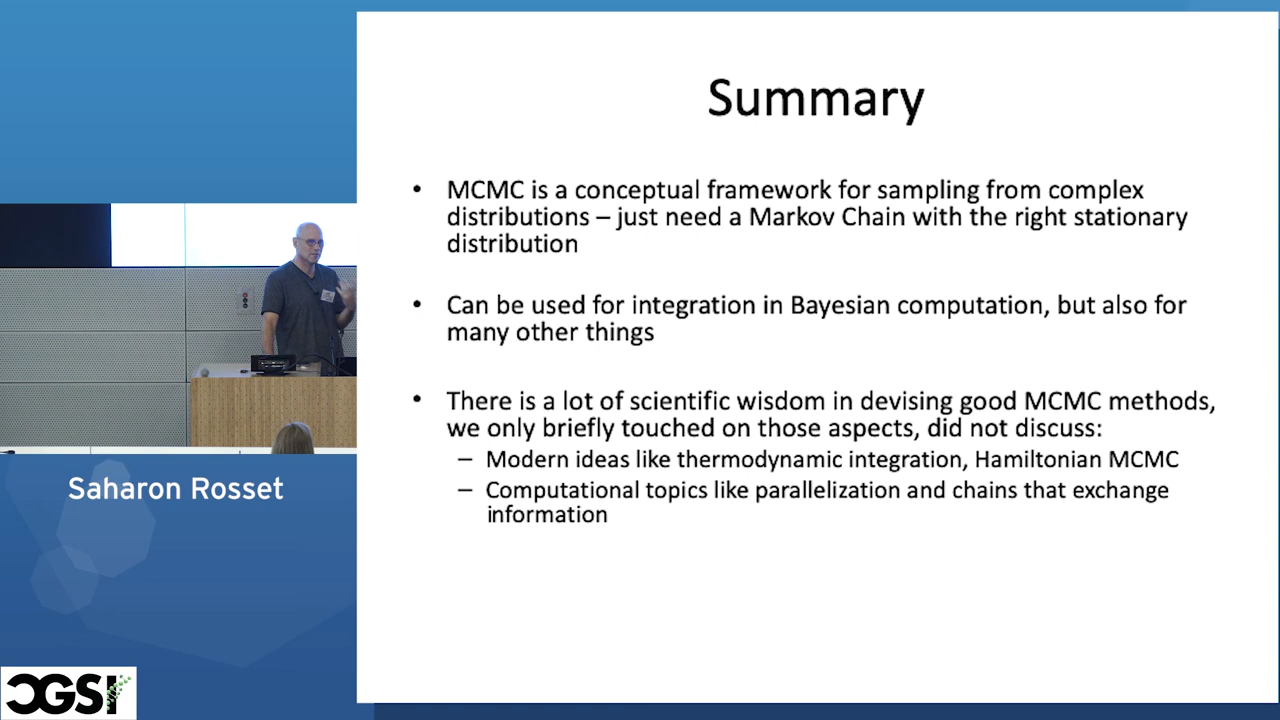 Summary
• MCMC is a conceptual framework for sampling from complex
distributions – just need a Markov Chain with the right stationary
distribution
• Can be used for integration in Bayesian computation, but also for
many other things
• There is a lot of scientific wisdom in devising good MCMC methods,
we only briefly touched on those aspects, did not discuss:
– Modern ideas like thermodynamic integration, Hamiltonian MCMC
– Computational topics like parallelization and chains that exchange
information
Saharon Rosset
CGSI